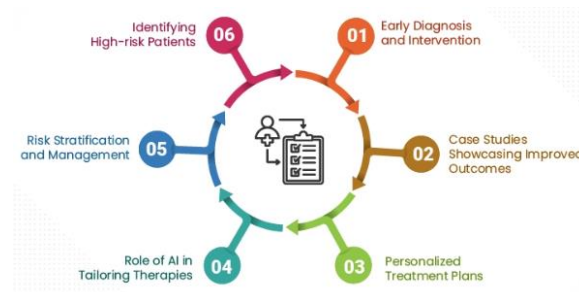 01
Early Diagnosis
and Intervention
02
Case Studies
Showcasing Improved
Outcomes
03
Personalized
Treatment Plans
04
Role of AI in
Tailoring Therapies
05
Risk Stratification
and Management
06
Identifying
High-risk Patients